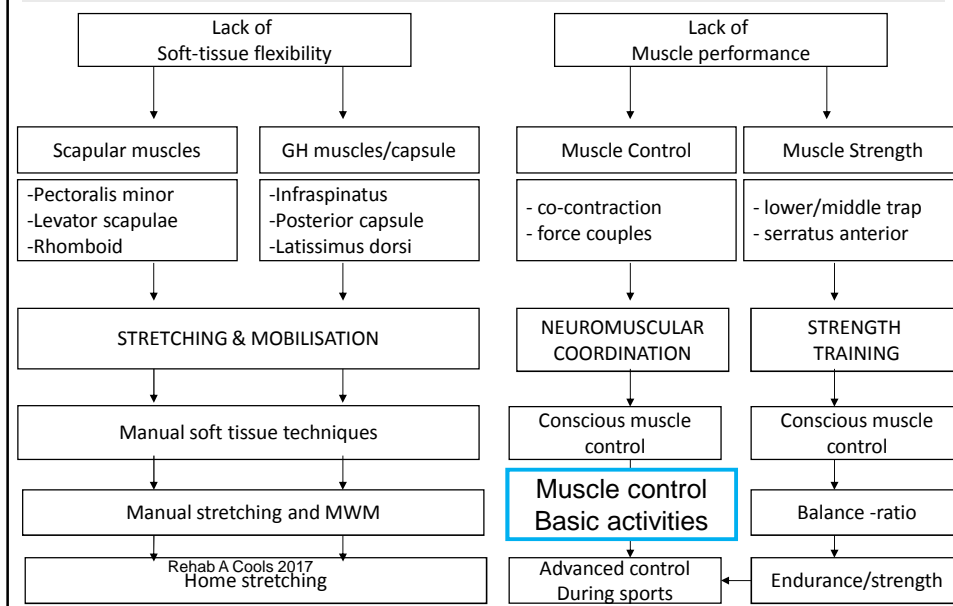 Lack of
Soft-tissue flexibility
Lack of
Muscle performance
Scapular muscles
GH muscles/capsule
Muscle Control
Muscle Strength
-Pectoralis minor
-Levator scapulae
-Rhomboid
-Infraspinatus
-Posterior capsule
-Latissimus dorsi
- co-contraction
- force couples
- lower/middle trap
- serratus anterior
STRETCHING & MOBILISATION
NEUROMUSCULAR
COORDINATION
STRENGTH
TRAINING
Manual soft tissue techniques
Conscious muscle
control
Conscious muscle
control
Manual stretching and MWM
Muscle control
Basic activities
Balance -ratio
Rehab A Cools 2017
Home stretching
Advanced control
During sports
Endurance/strength